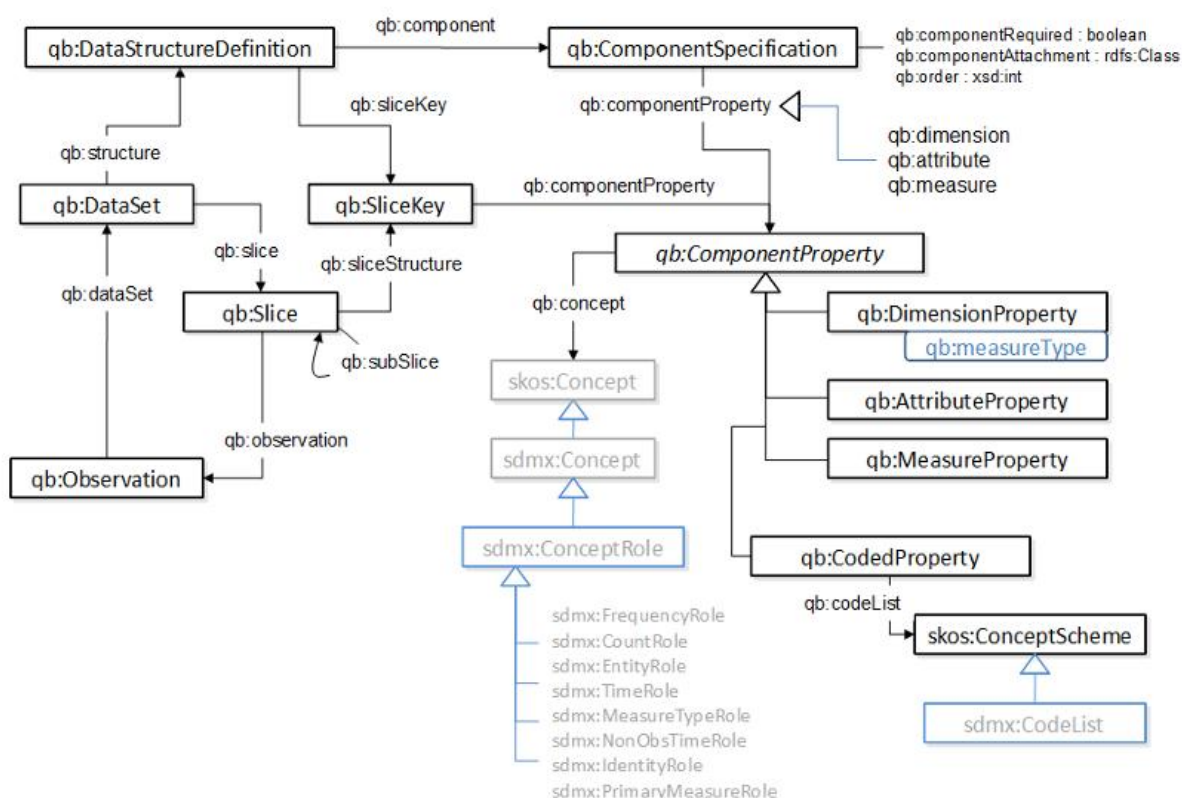 qb:DataStructureDefinition
qb:component
qb:ComponentSpecification
qb:componentRequired : boolean
qb:componentAttachment : rdfs:Class
qb:order : xsd:int
qb:sliceKey
qb:componentProperty
qb:dimension
qb:attribute
qb:measure
qb:structure
qb:DataSet
qb:SliceKey
qb:componentProperty
qb:slice
qb:sliceStructure
qb:ComponentProperty
qb:dataSet
qb:concept
qb:Slice
qb:subSlice
qb:DimensionProperty
qb:measureType
skos:Concept
qb:AttributeProperty
qb:observation
qb:Observation
sdmx:Concept
qb:MeasureProperty
sdmx:ConceptRole
qb:CodedProperty
qb:codeList
skos:ConceptScheme
sdmx:CodeList
sdmx:FrequencyRole
sdmx:CountRole
sdmx:EntityRole
sdmx:TimeRole
sdmx:MeasureTypeRole
sdmx:NonObsTimeRole
sdmx:IdentityRole
sdmx:PrimaryMeasureRole